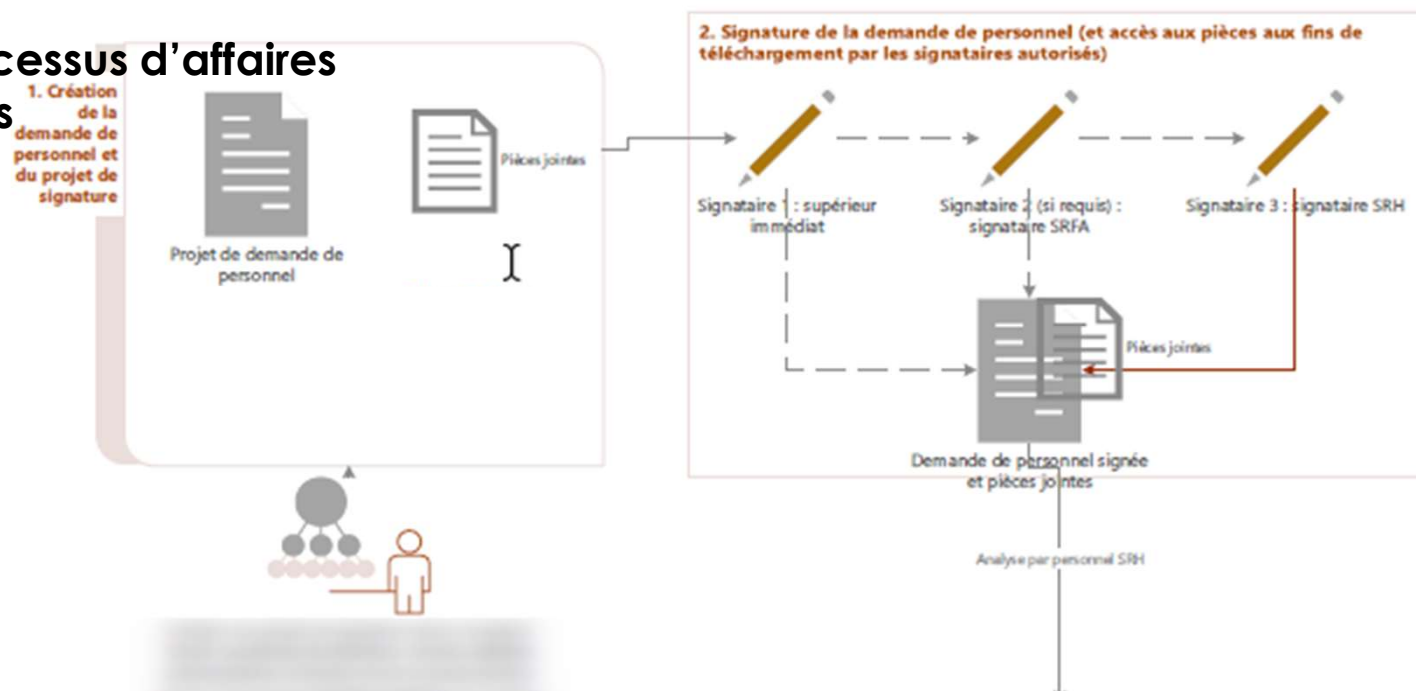 cessus d'affaires
s
1. Création
de la
demande de
personnel et
du projet de
signature
Projet de demande de
personnel
Pièces jointes
2. Signature de la demande de personnel (et accès aux pièces aux fins de
téléchargement par les signataires autorisés)
Signataire 1 : supérieur
immédiat
Signataire 2 (si requis) :
signataire SRFA
Signataire 3 : signataire SRH
Pièces jointes
Demande de personnel signée
et pièces jointes
Analyse par personnel SRH